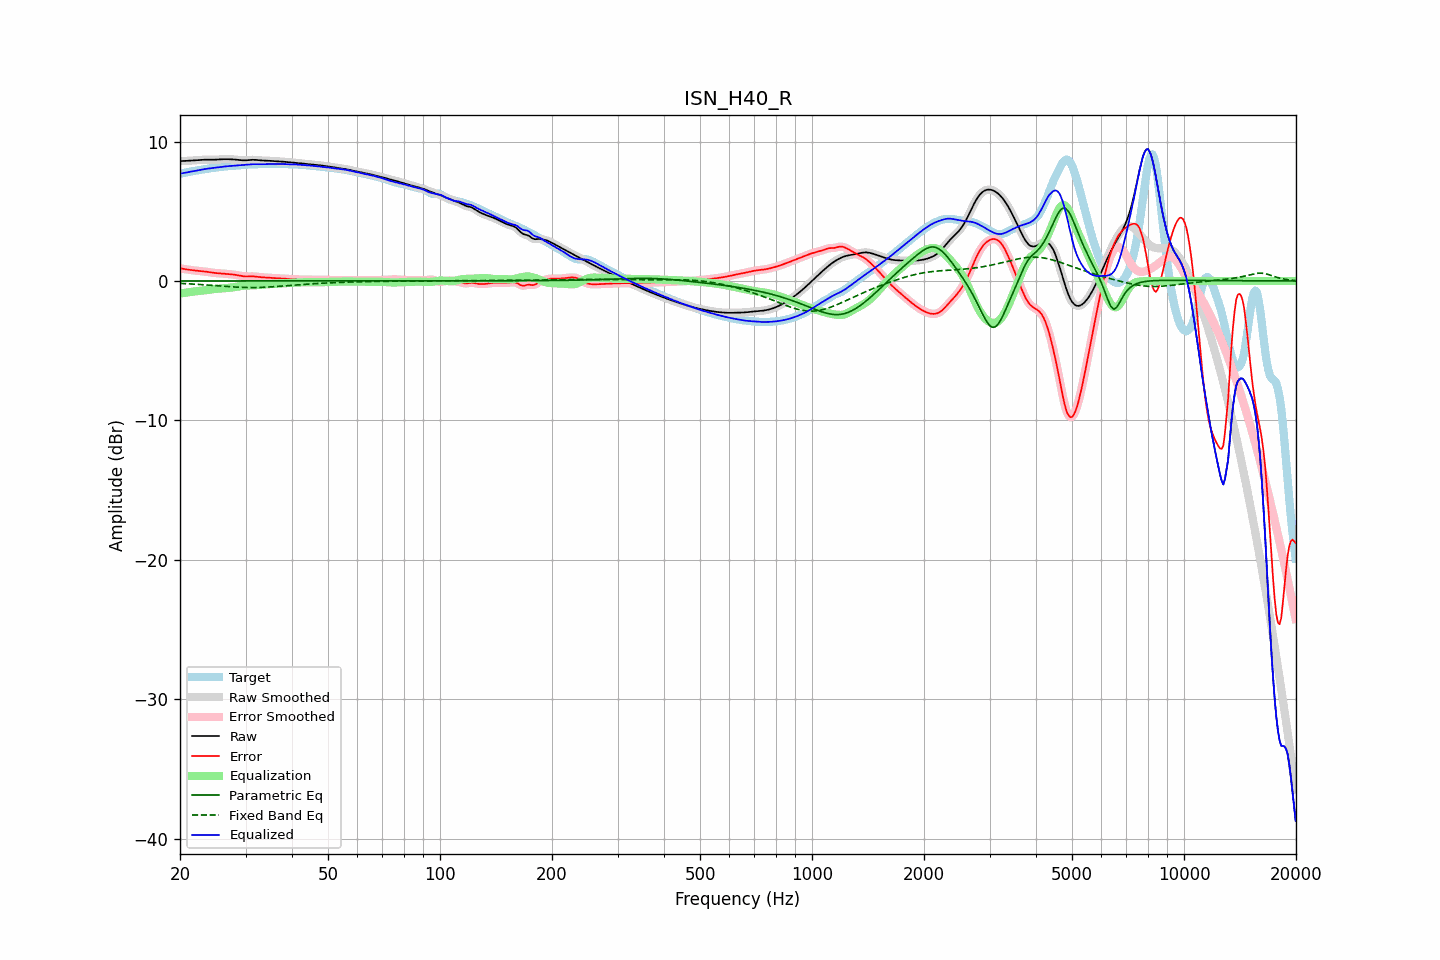 ISN_H40_R
10
0
−10
−20
−30
−40
Amplitude (dBr)
Target
Raw Smoothed
Error Smoothed
Raw
Error
Equalization
Parametric Eq
Fixed Band Eq
Equalized
20 50 100 200 500 1000 2000 5000 10000 20000
Frequency (Hz)